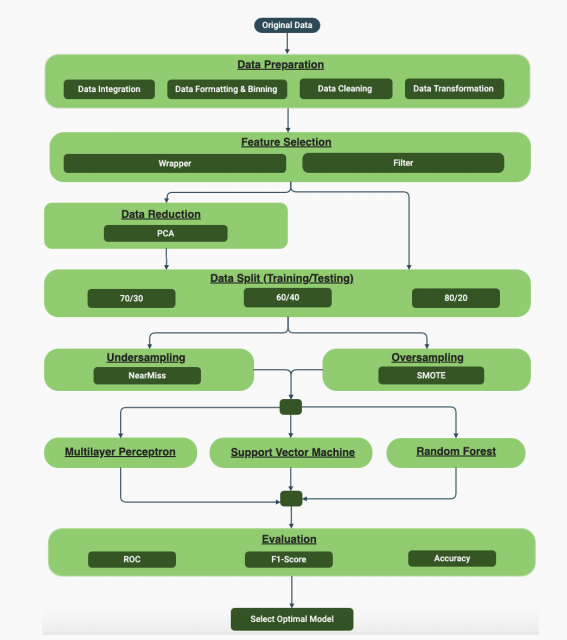 Original Data
Data Preparation
Data Integration
Data Formatting & Binning
Data Cleaning
Data Transformation
Feature Selection
Wrapper
Filter
Data Reduction
PCA
Data Split (Training/Testing)
70/30
60/40
80/20
Undersampling
NearMiss
Oversampling
SMOTE
Multilayer Perceptron
Support Vector Machine
Random Forest
Evaluation
ROC
F1-Score
Accuracy
Select Optimal Model